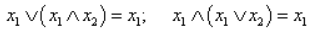 x₁ ∨ (x₁ ∧ x₂) = x₁; x₁ ∧ (x₁ ∨ x₂) = x₁